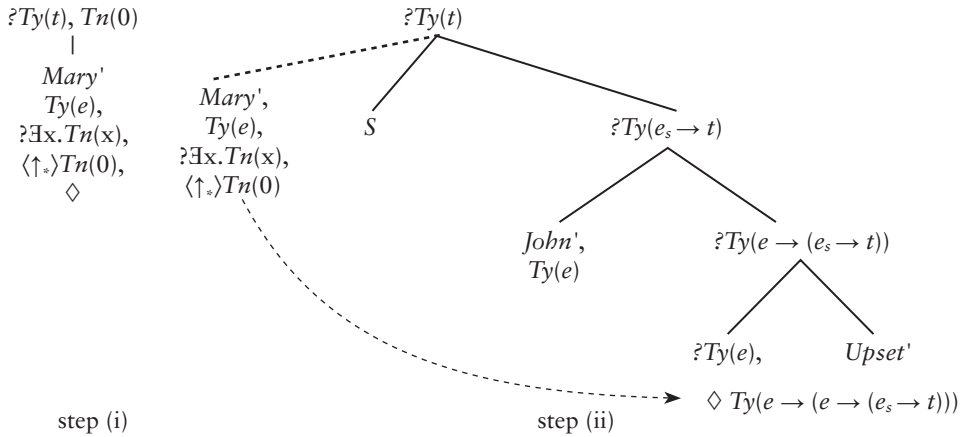 ?Ty(t), Tn(0)
Mary'
Ty(e),
?∃x.Tn(x),
⟨↑*⟩Tn(0),
◊
step (i)
?Ty(t)
Mary',
Ty(e),
?∃x.Tn(x),
⟨↑*⟩Tn(0)
S
?Ty(eₛ → t)
John',
Ty(e)
?Ty(e → (eₛ → t))
?Ty(e),
◊
Upset'
Ty(e → (e → (eₛ → t)))
step (ii)